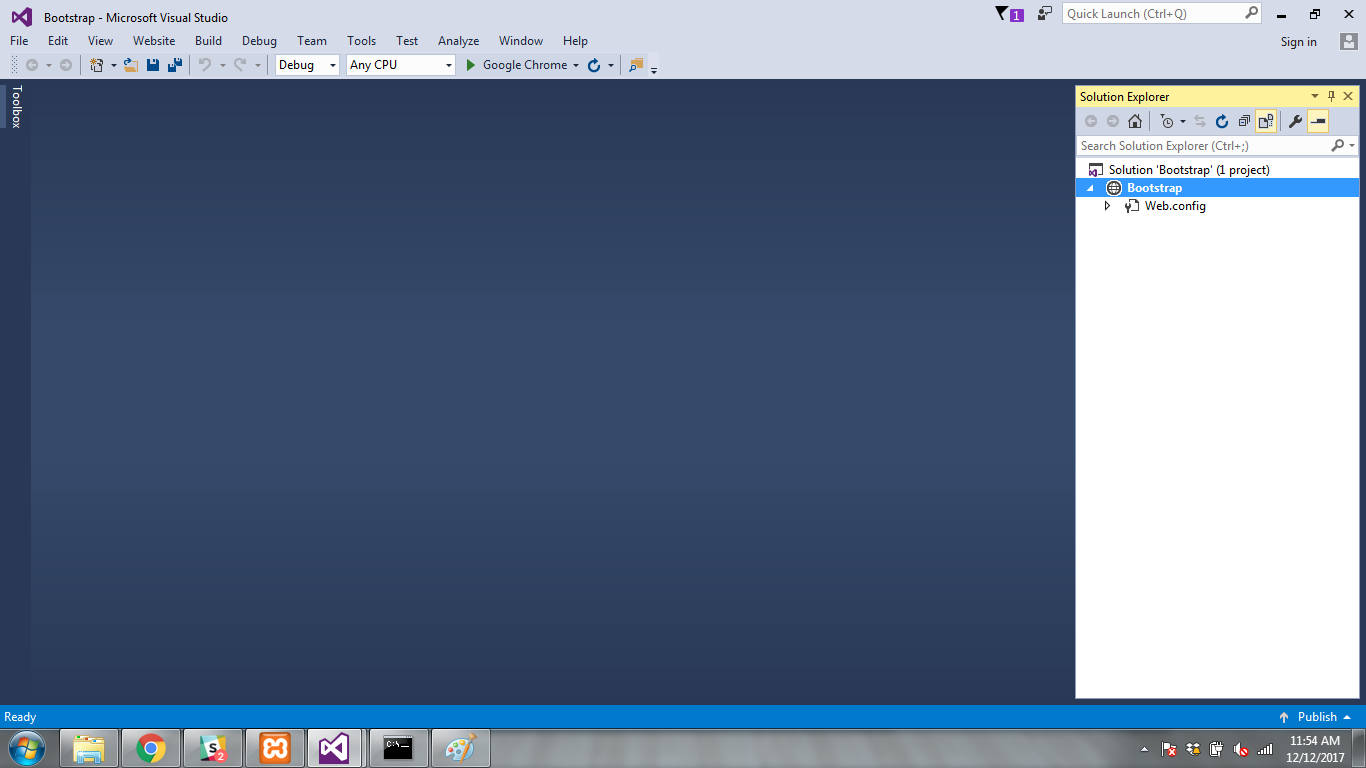 Bootstrap - Microsoft Visual Studio
1
Quick Launch (Ctrl+Q)
File Edit View Website Build Debug Team Tools Test Analyze Window Help
Sign in
Debug Any CPU Google Chrome
Toolbox
Solution Explorer
Search Solution Explorer (Ctrl+;)
Solution 'Bootstrap' (1 project)
Bootstrap
Web.config
Ready
Publish
2
C:\_
11:54 AM
12/12/2017